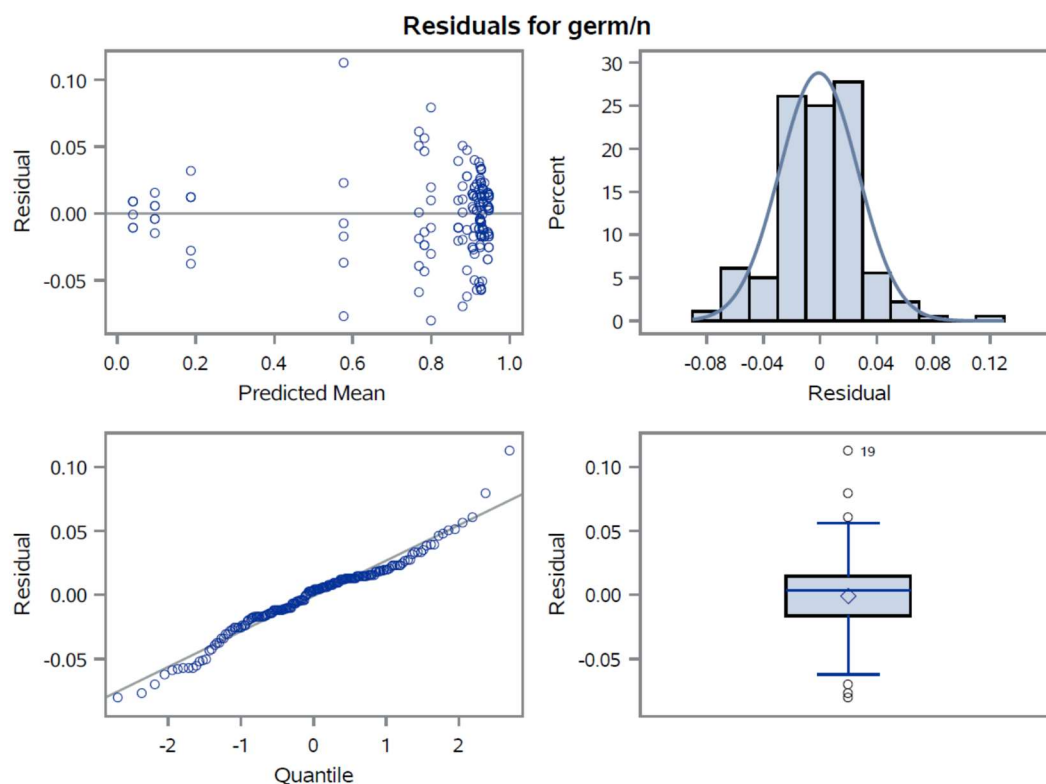 Residuals for germ/n
0.10
0.05
0.00
-0.05
Residual
0.0 0.2 0.4 0.6 0.8 1.0
Predicted Mean
30
25
20
15
10
5
0
Percent
-0.08 -0.04 0 0.04 0.08 0.12
Residual
0.10
0.05
0.00
-0.05
Residual
-2 -1 0 1 2
Quantile
0.10
0.05
0.00
-0.05
Residual
19